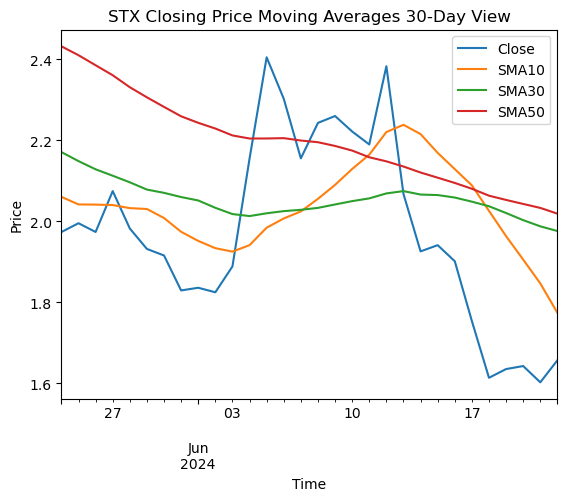 STX Closing Price Moving Averages 30-Day View
Close
SMA10
SMA30
SMA50
2.4
2.2
2.0
1.8
1.6
Price
27
03
10
17
Jun
2024
Time